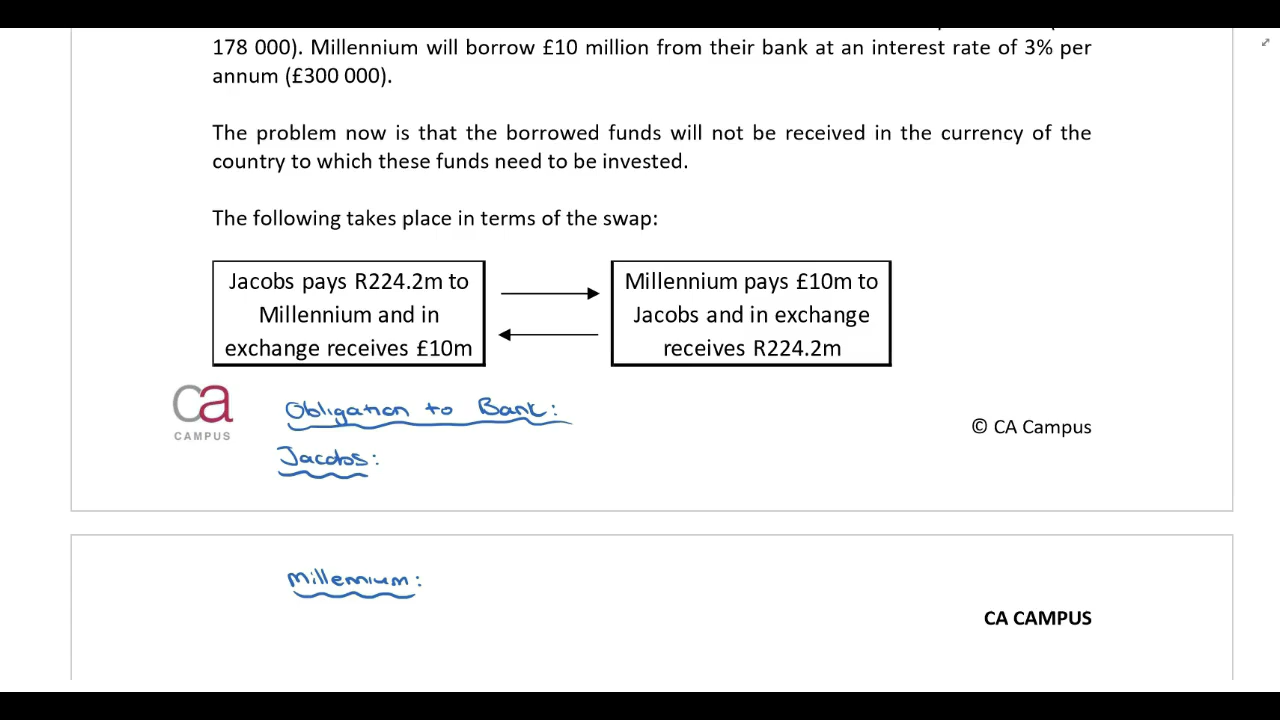 178 000). Millennium will borrow £10 million from their bank at an interest rate of 3% per
annum (£300 000).
The problem now is that the borrowed funds will not be received in the currency of the
country to which these funds need to be invested.
The following takes place in terms of the swap:
Jacobs pays R224.2m to
Millennium and in
exchange receives £10m
Millennium pays £10m to
Jacobs and in exchange
receives R224.2m
ca
CAMPUS
Obligation to Bank:
© CA Campus
Jacobs:
Millennium:
CA CAMPUS